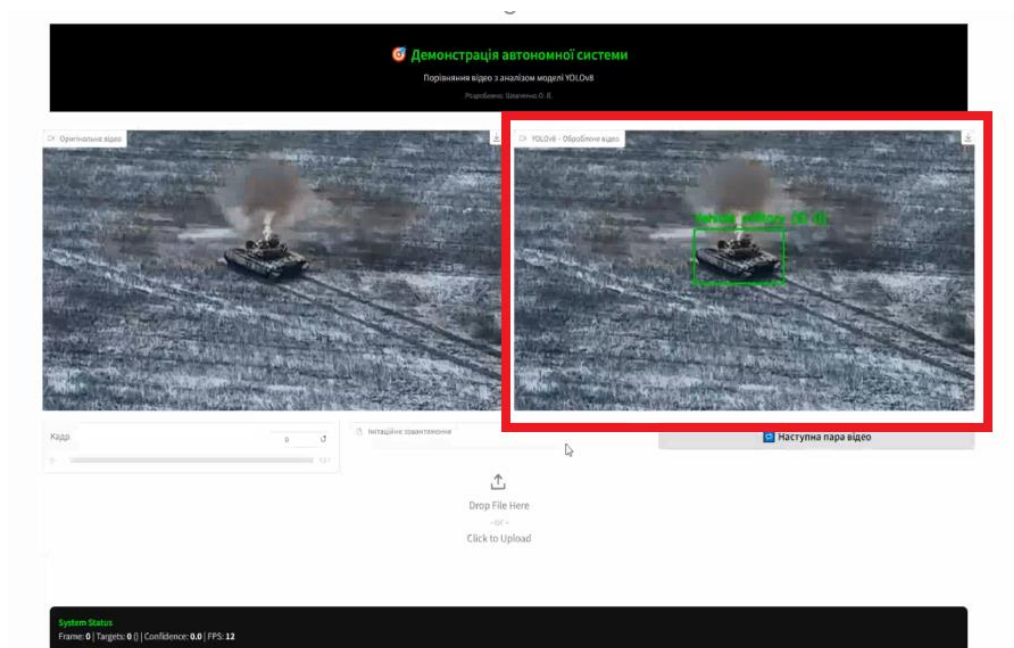 Демонстрація автономної системи
Порівняння відео з аналізом моделі YOLOv8
Розроблено: О. В.
Оригінальне відео
YOLOv8 - Оброблене відео
military
Кадр
0
Імітаційне завантаження
Наступна пара відео
Drop File Here
- or -
Click to Upload
System Status
Frame: 0 | Targets: 0 () | Confidence: 0.0 | FPS: 12